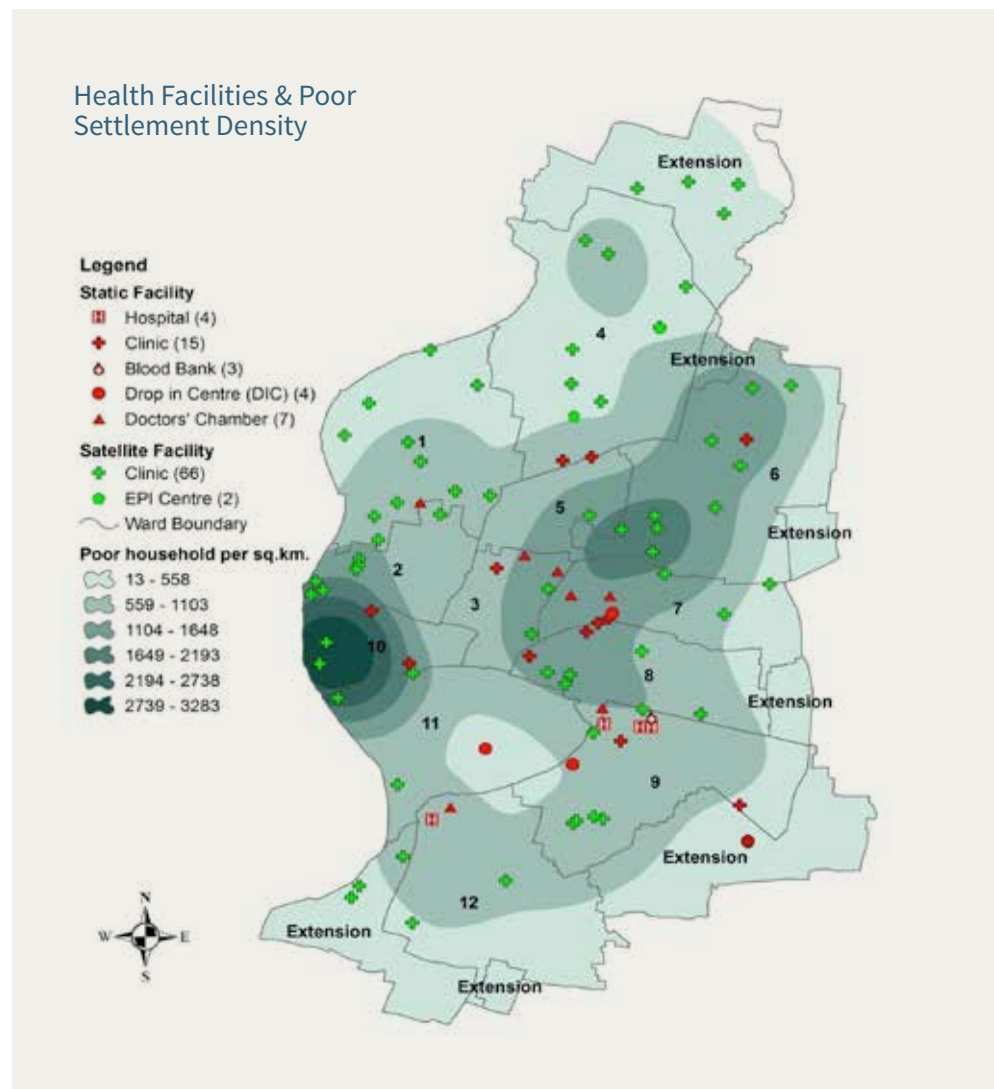 Health Facilities & Poor
Settlement Density
Legend
Static Facility
Hospital (4)
Clinic (15)
Blood Bank (3)
Drop in Centre (DIC) (4)
Doctors' Chamber (7)
Satellite Facility
Clinic (66)
EPI Centre (2)
Ward Boundary
Poor household per sq.km.
13 - 558
559 - 1103
1104 - 1648
1649 - 2193
2194 - 2738
2739 - 3283
Extension
4
Extension
1
6
5
Extension
2
3
7
10
8
Extension
11
9
Extension
12
Extension
Extension
N
W
E
S